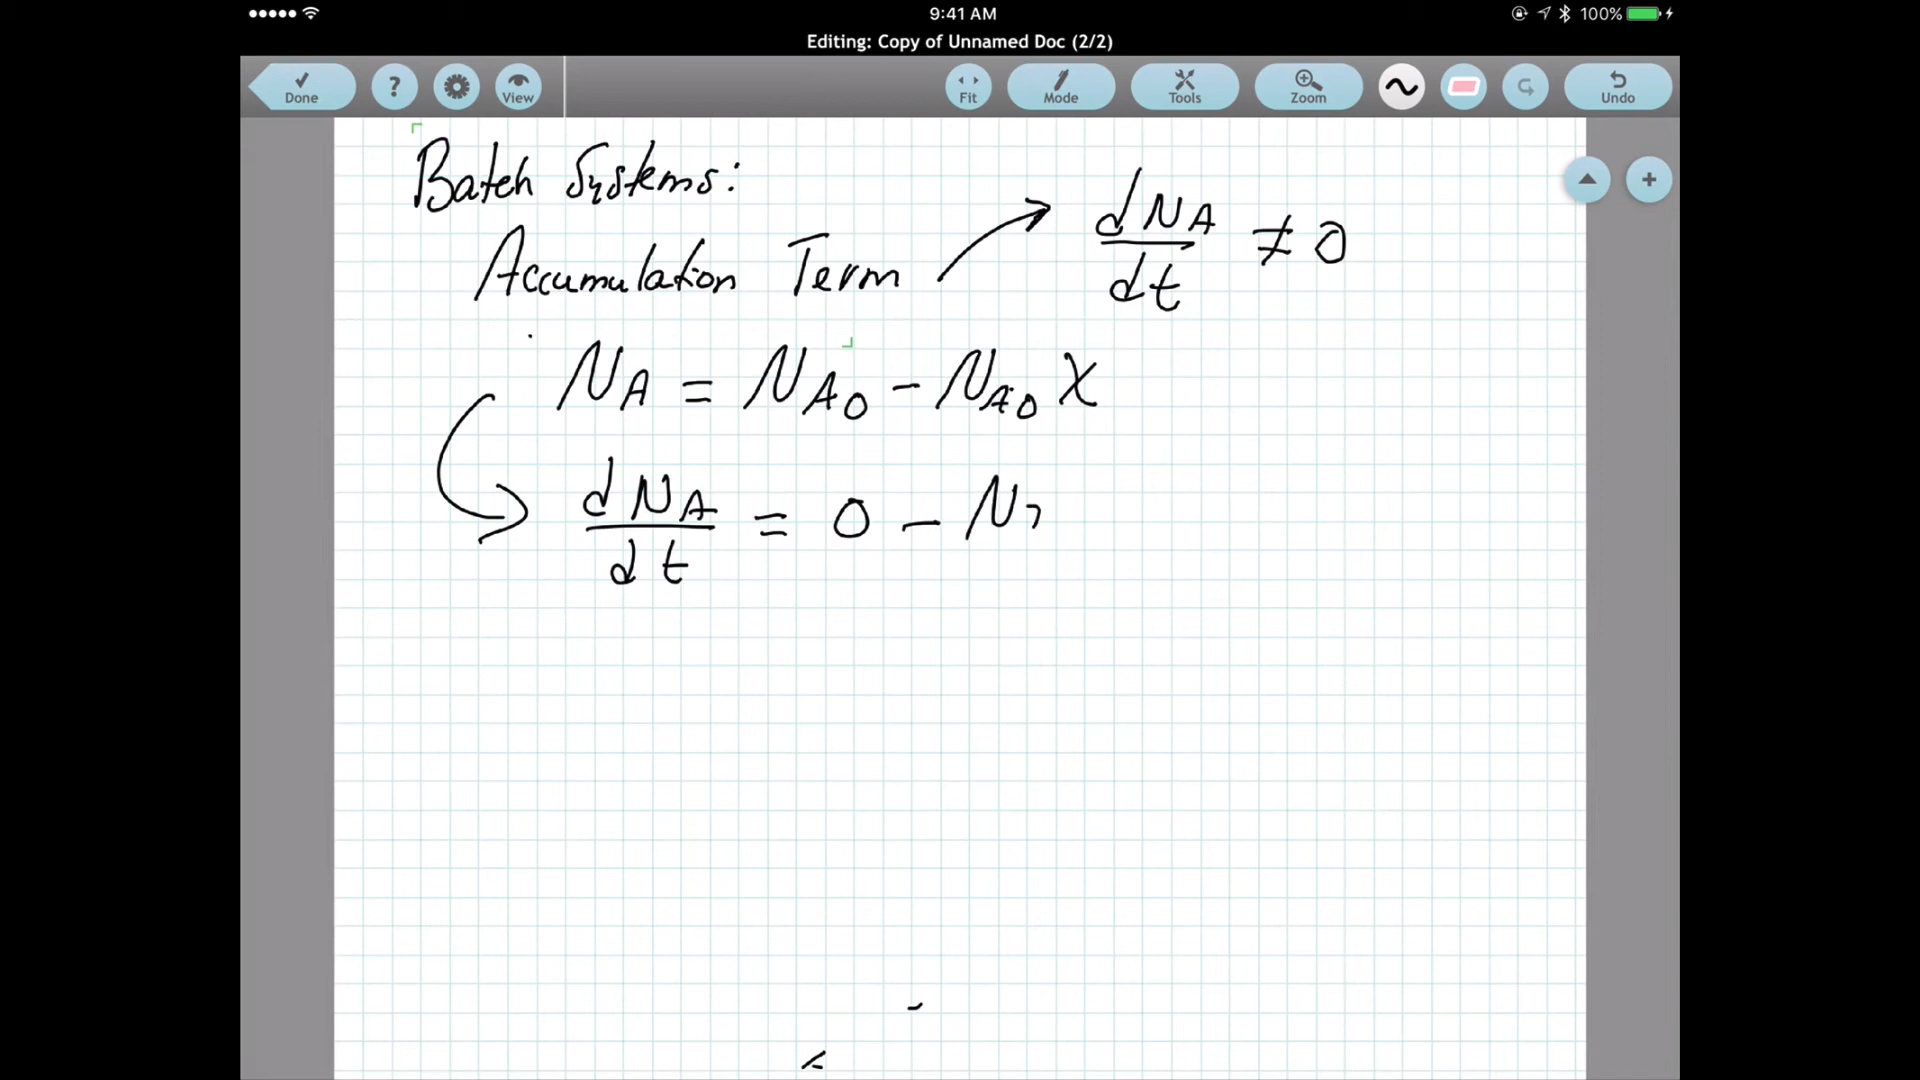 9:41 AM
100%
Editing: Copy of Unnamed Doc (2/2)
Done
?
View
Fit
Mode
Tools
Zoom
Undo
Batch Systems:
Accumulation Term
dN_A/dt ≠ 0
N_A = N_A0 - N_A0 X
dN_A/dt = 0 - N